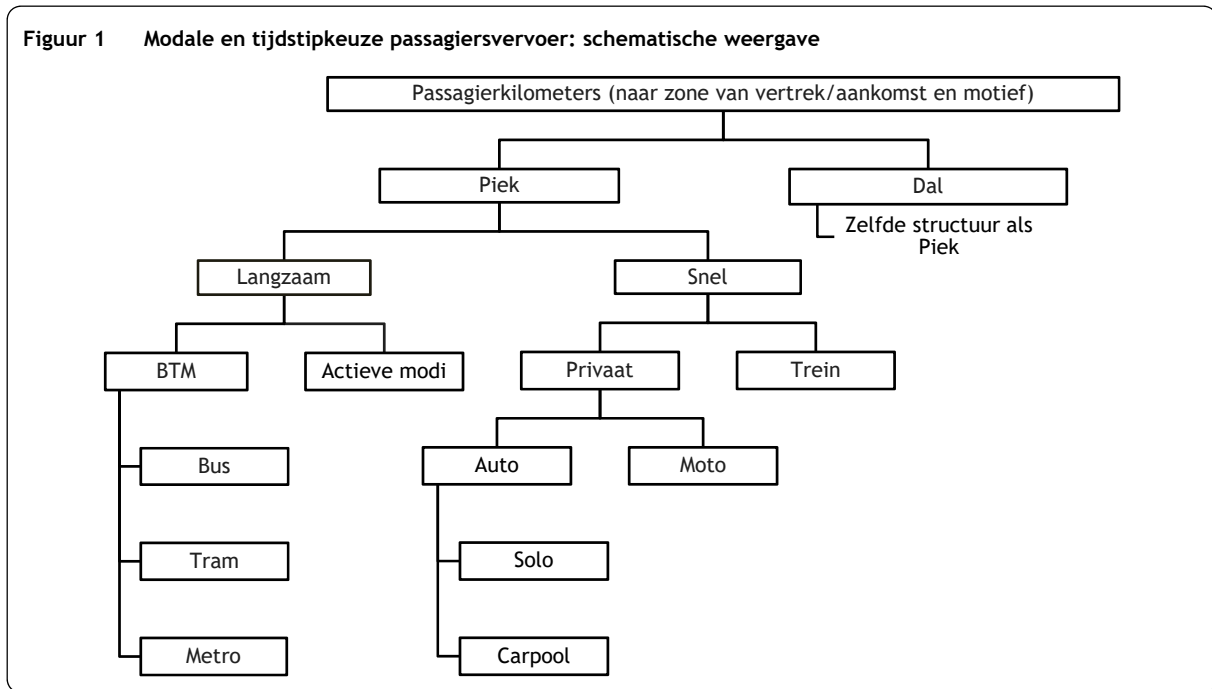 Figuur 1 Modale en tijdstipkeuze passagiersvervoer: schematische weergave
Passagierkilometers (naar zone van vertrek/aankomst en motief)
Piek
Dal
Zelfde structuur als
Piek
Langzaam
Snel
BTM
Actieve modi
Privaat
Trein
Bus
Auto
Moto
Tram
Solo
Metro
Carpool